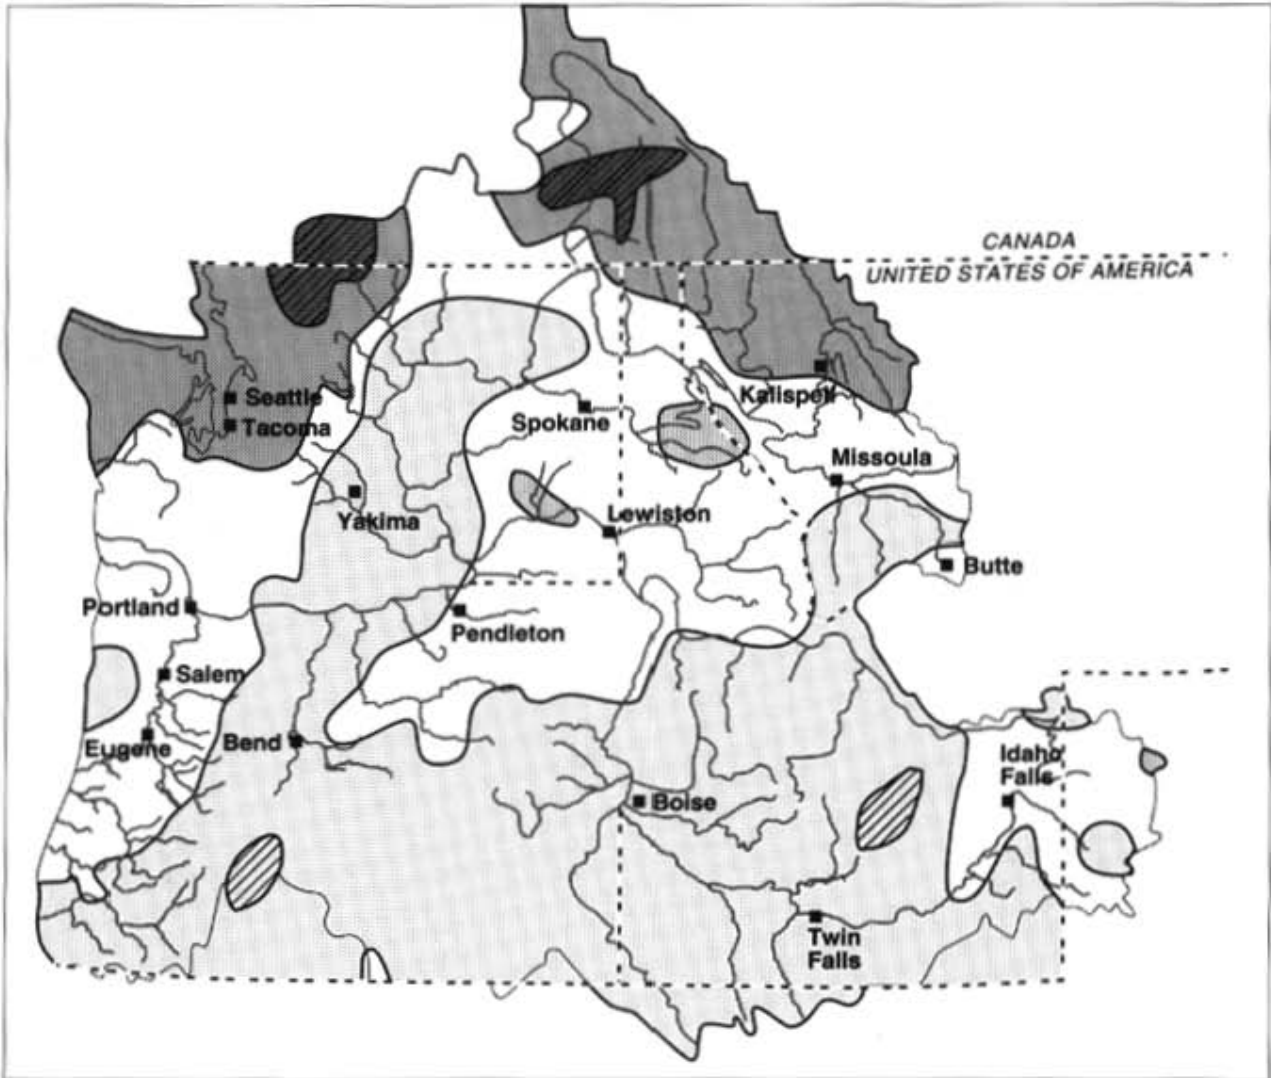 CANADA
UNITED STATES OF AMERICA
Seattle
Tacoma
Kalispell
Spokane
Missoula
Yakima
Lewiston
Butte
Portland
Pendleton
Salem
Eugene
Bend
Idaho
Falls
Boise
Twin
Falls